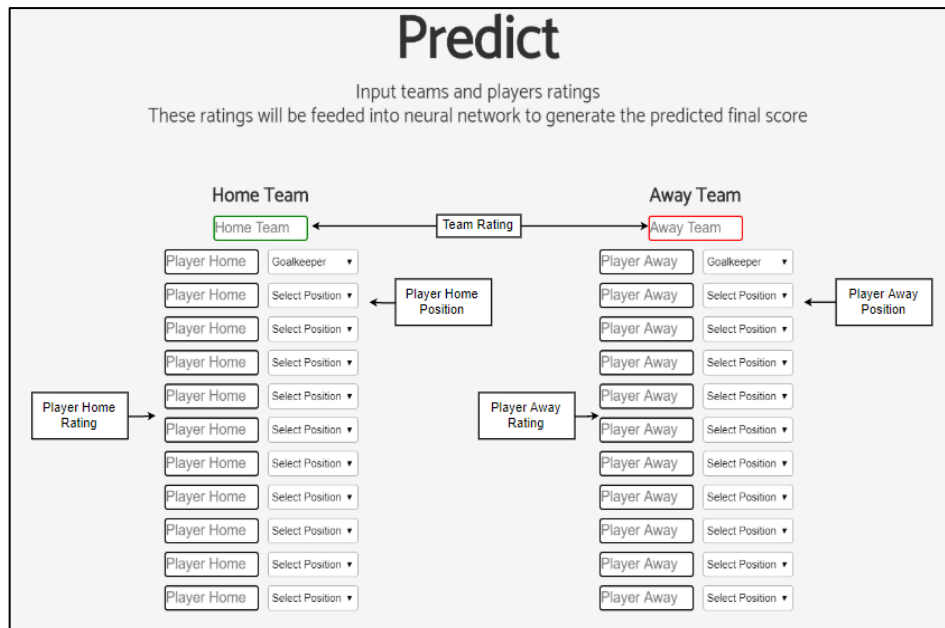 Predict
Input teams and players ratings
These ratings will be feeded into neural network to generate the predicted final score
Home Team
Away Team
Home Team
Team Rating
Away Team
Player Home
Goalkeeper
Player Away
Goalkeeper
Player Home
Select Position
Player Home
Position
Player Away
Select Position
Player Away
Position
Player Home
Select Position
Player Away
Select Position
Player Home
Select Position
Player Away
Select Position
Player Home
Select Position
Player Away
Select Position
Player Home
Rating
Player Away
Rating
Player Home
Select Position
Player Away
Select Position
Player Home
Select Position
Player Away
Select Position
Player Home
Select Position
Player Away
Select Position
Player Home
Select Position
Player Away
Select Position
Player Home
Select Position
Player Away
Select Position
Player Home
Select Position
Player Away
Select Position